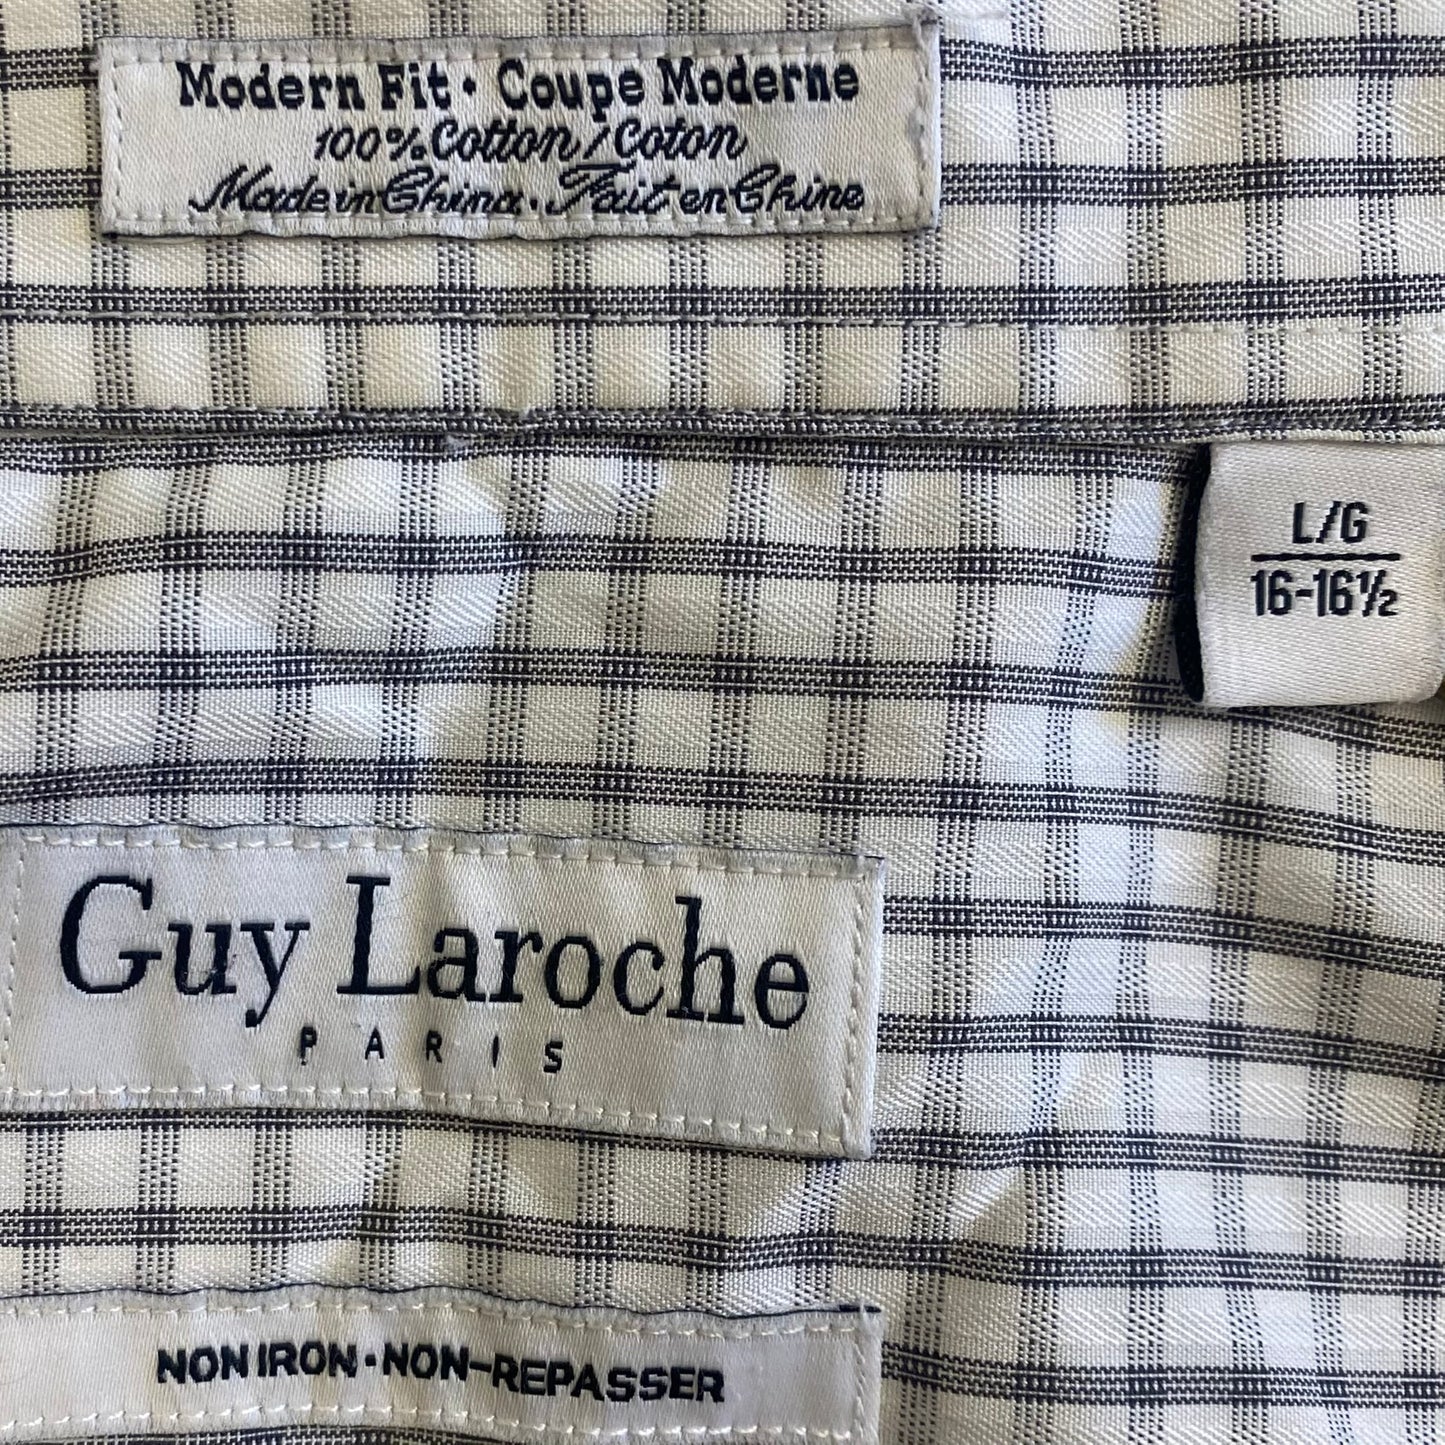 Modern Fit · Coupe Moderne
100% Cotton / Coton
Made in China · Fait en Chine
L/G
16-16½
Guy Laroche
PARIS
NON IRON · NON-REPASSER